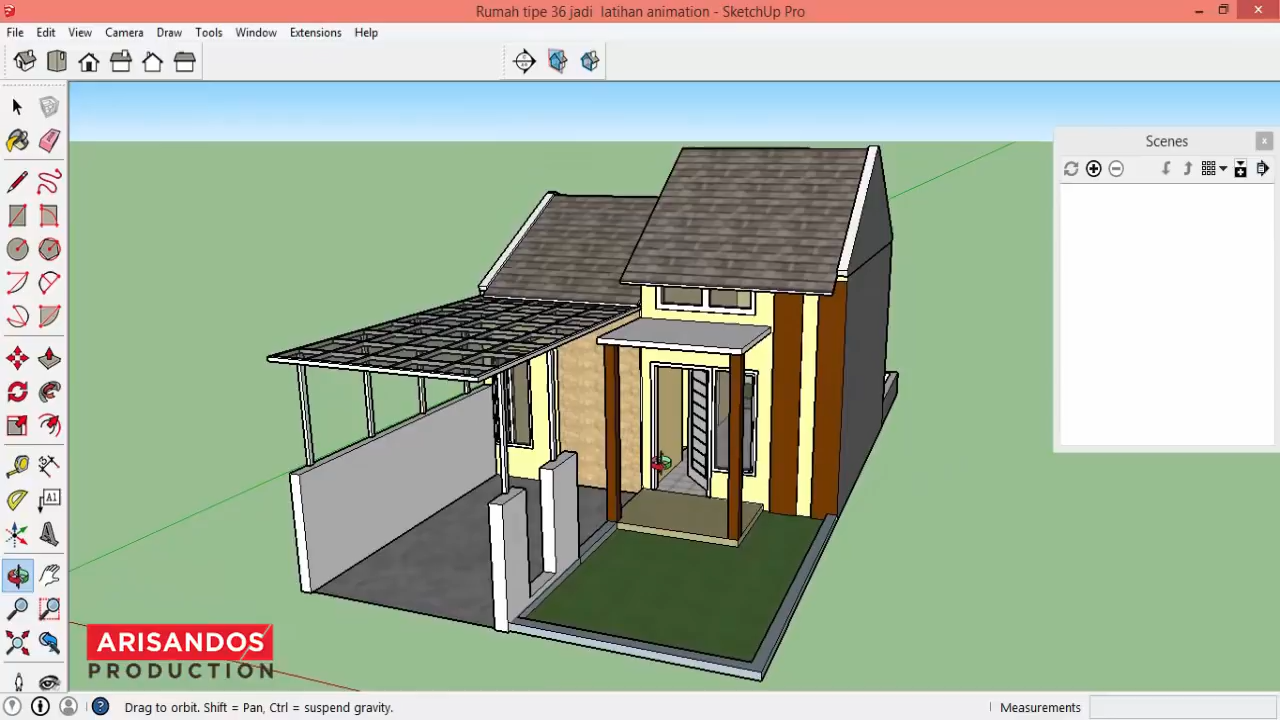 Rumah tipe 36 jadi  latihan animation - SketchUp Pro
File Edit View Camera Draw Tools Window Extensions Help
Scenes
A1
ARISANDOS
PRODUCTION
Drag to orbit. Shift = Pan, Ctrl = suspend gravity.
Measurements